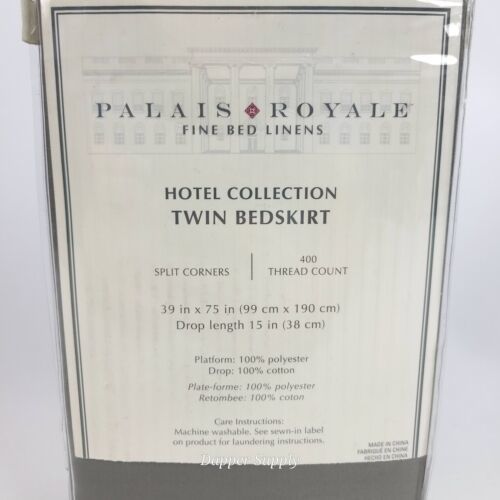 PALAIS ROYALE
FINE BED LINENS
HOTEL COLLECTION
TWIN BEDSKIRT
SPLIT CORNERS
400
THREAD COUNT
39 in x 75 in (99 cm x 190 cm)
Drop length 15 in (38 cm)
Platform: 100% polyester
Drop: 100% cotton
Plate-forme: 100% polyester
Retombee: 100% coton
Care Instructions:
Machine washable. See sewn-in label
on product for laundering instructions.
MADE IN CHINA
FABRIQUÉ EN CHINE
HECHO EN CHINA
Dapper Supply